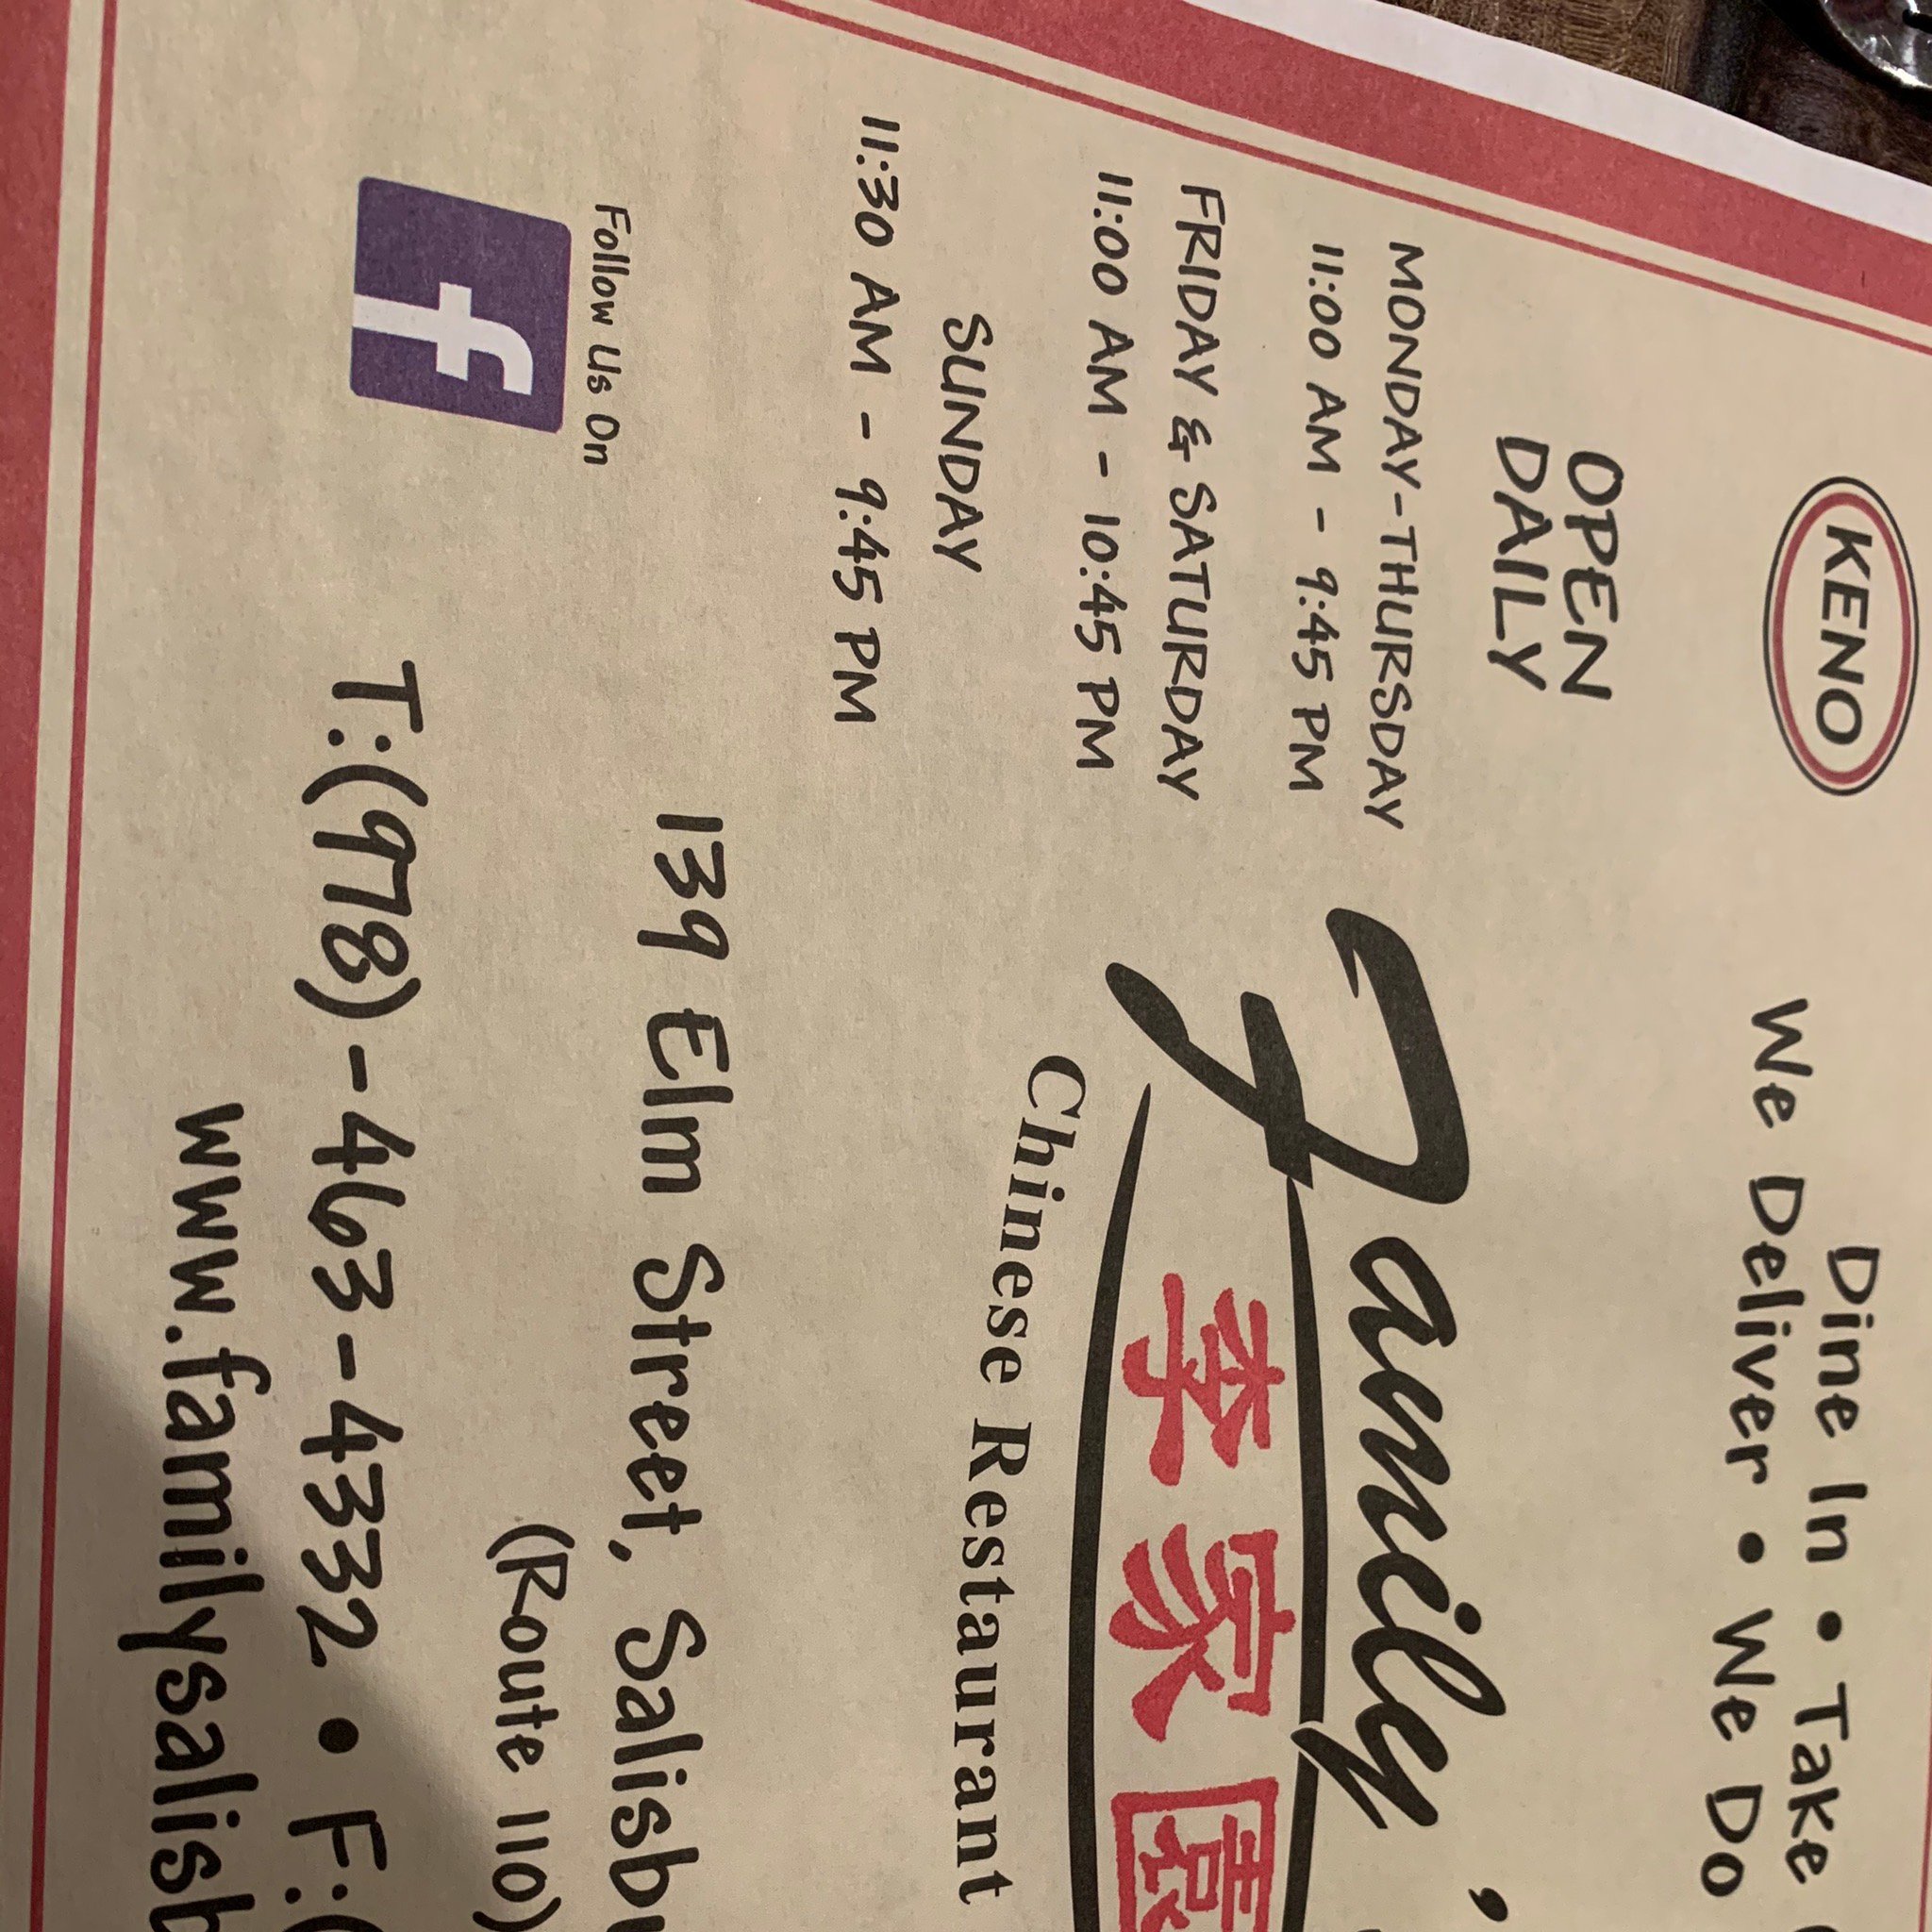 KENO
Dine In • Take
We Deliver • We Do
OPEN
DAILY
MONDAY-THURSDAY
11:00 AM - 9:45 PM
FRIDAY & SATURDAY
11:00 AM - 10:45 PM
SUNDAY
11:30 AM - 9:45 PM
Family'
李家園
Chinese Restaurant
139 Elm Street,
(Route 110)
Follow Us On
f
T:(978)-463-4332 • F:(
www.familysalisb